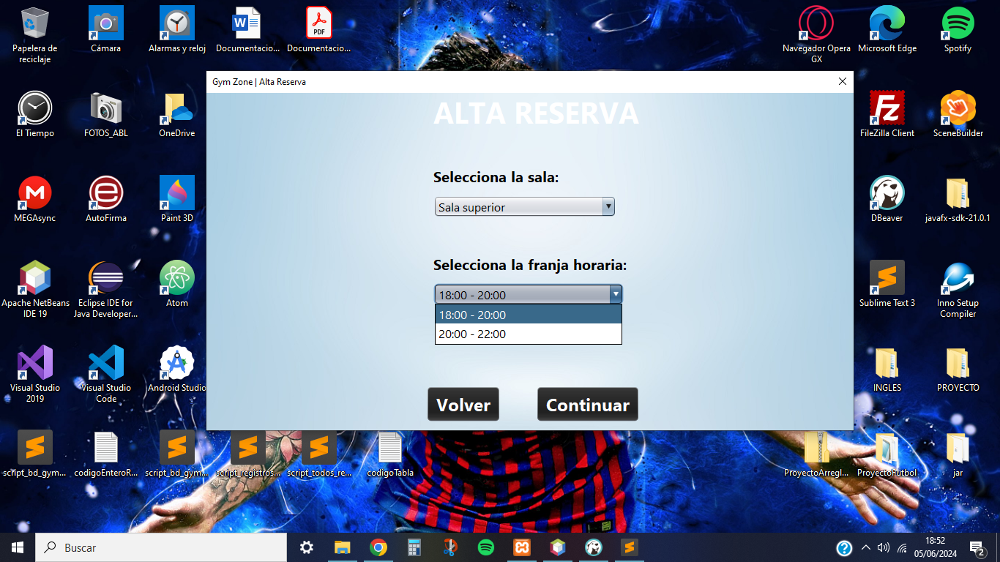 Papelera de
reciclaje
Cámara
Alarmas y reloj
Documentacio...
Documentacio...
PDF
Navegador Opera
GX
Microsoft Edge
Spotify
Gym Zone | Alta Reserva
ALTA RESERVA
El Tiempo
FOTOS_ABL
OneDrive
FileZilla Client
SceneBuilder
Selecciona la sala:
Sala superior
MEGAsync
AutoFirma
Paint 3D
DBeaver
javafx-sdk-21.0.1
Selecciona la franja horaria:
18:00 - 20:00
18:00 - 20:00
20:00 - 22:00
Apache NetBeans
IDE 19
Eclipse IDE for
Java Developer...
Atom
Sublime Text 3
Inno Setup
Compiler
Visual Studio
2019
Visual Studio
Code
Android Studio
INGLES
PROYECTO
Volver
Continuar
script_bd_gym...
codigoEnteroR...
script_bd_gym...
script_registros...
script_todos_re...
codigoTabla
ProyectoArregl...
ProyectoFutbol
jar
Buscar
18:52
05/06/2024
2